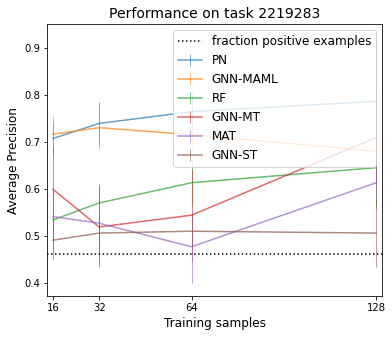 Performance on task 2219283
fraction positive examples
PN
GNN-MAML
RF
GNN-MT
MAT
GNN-ST
Average Precision
0.9
0.8
0.7
0.6
0.5
0.4
16
32
64
128
Training samples